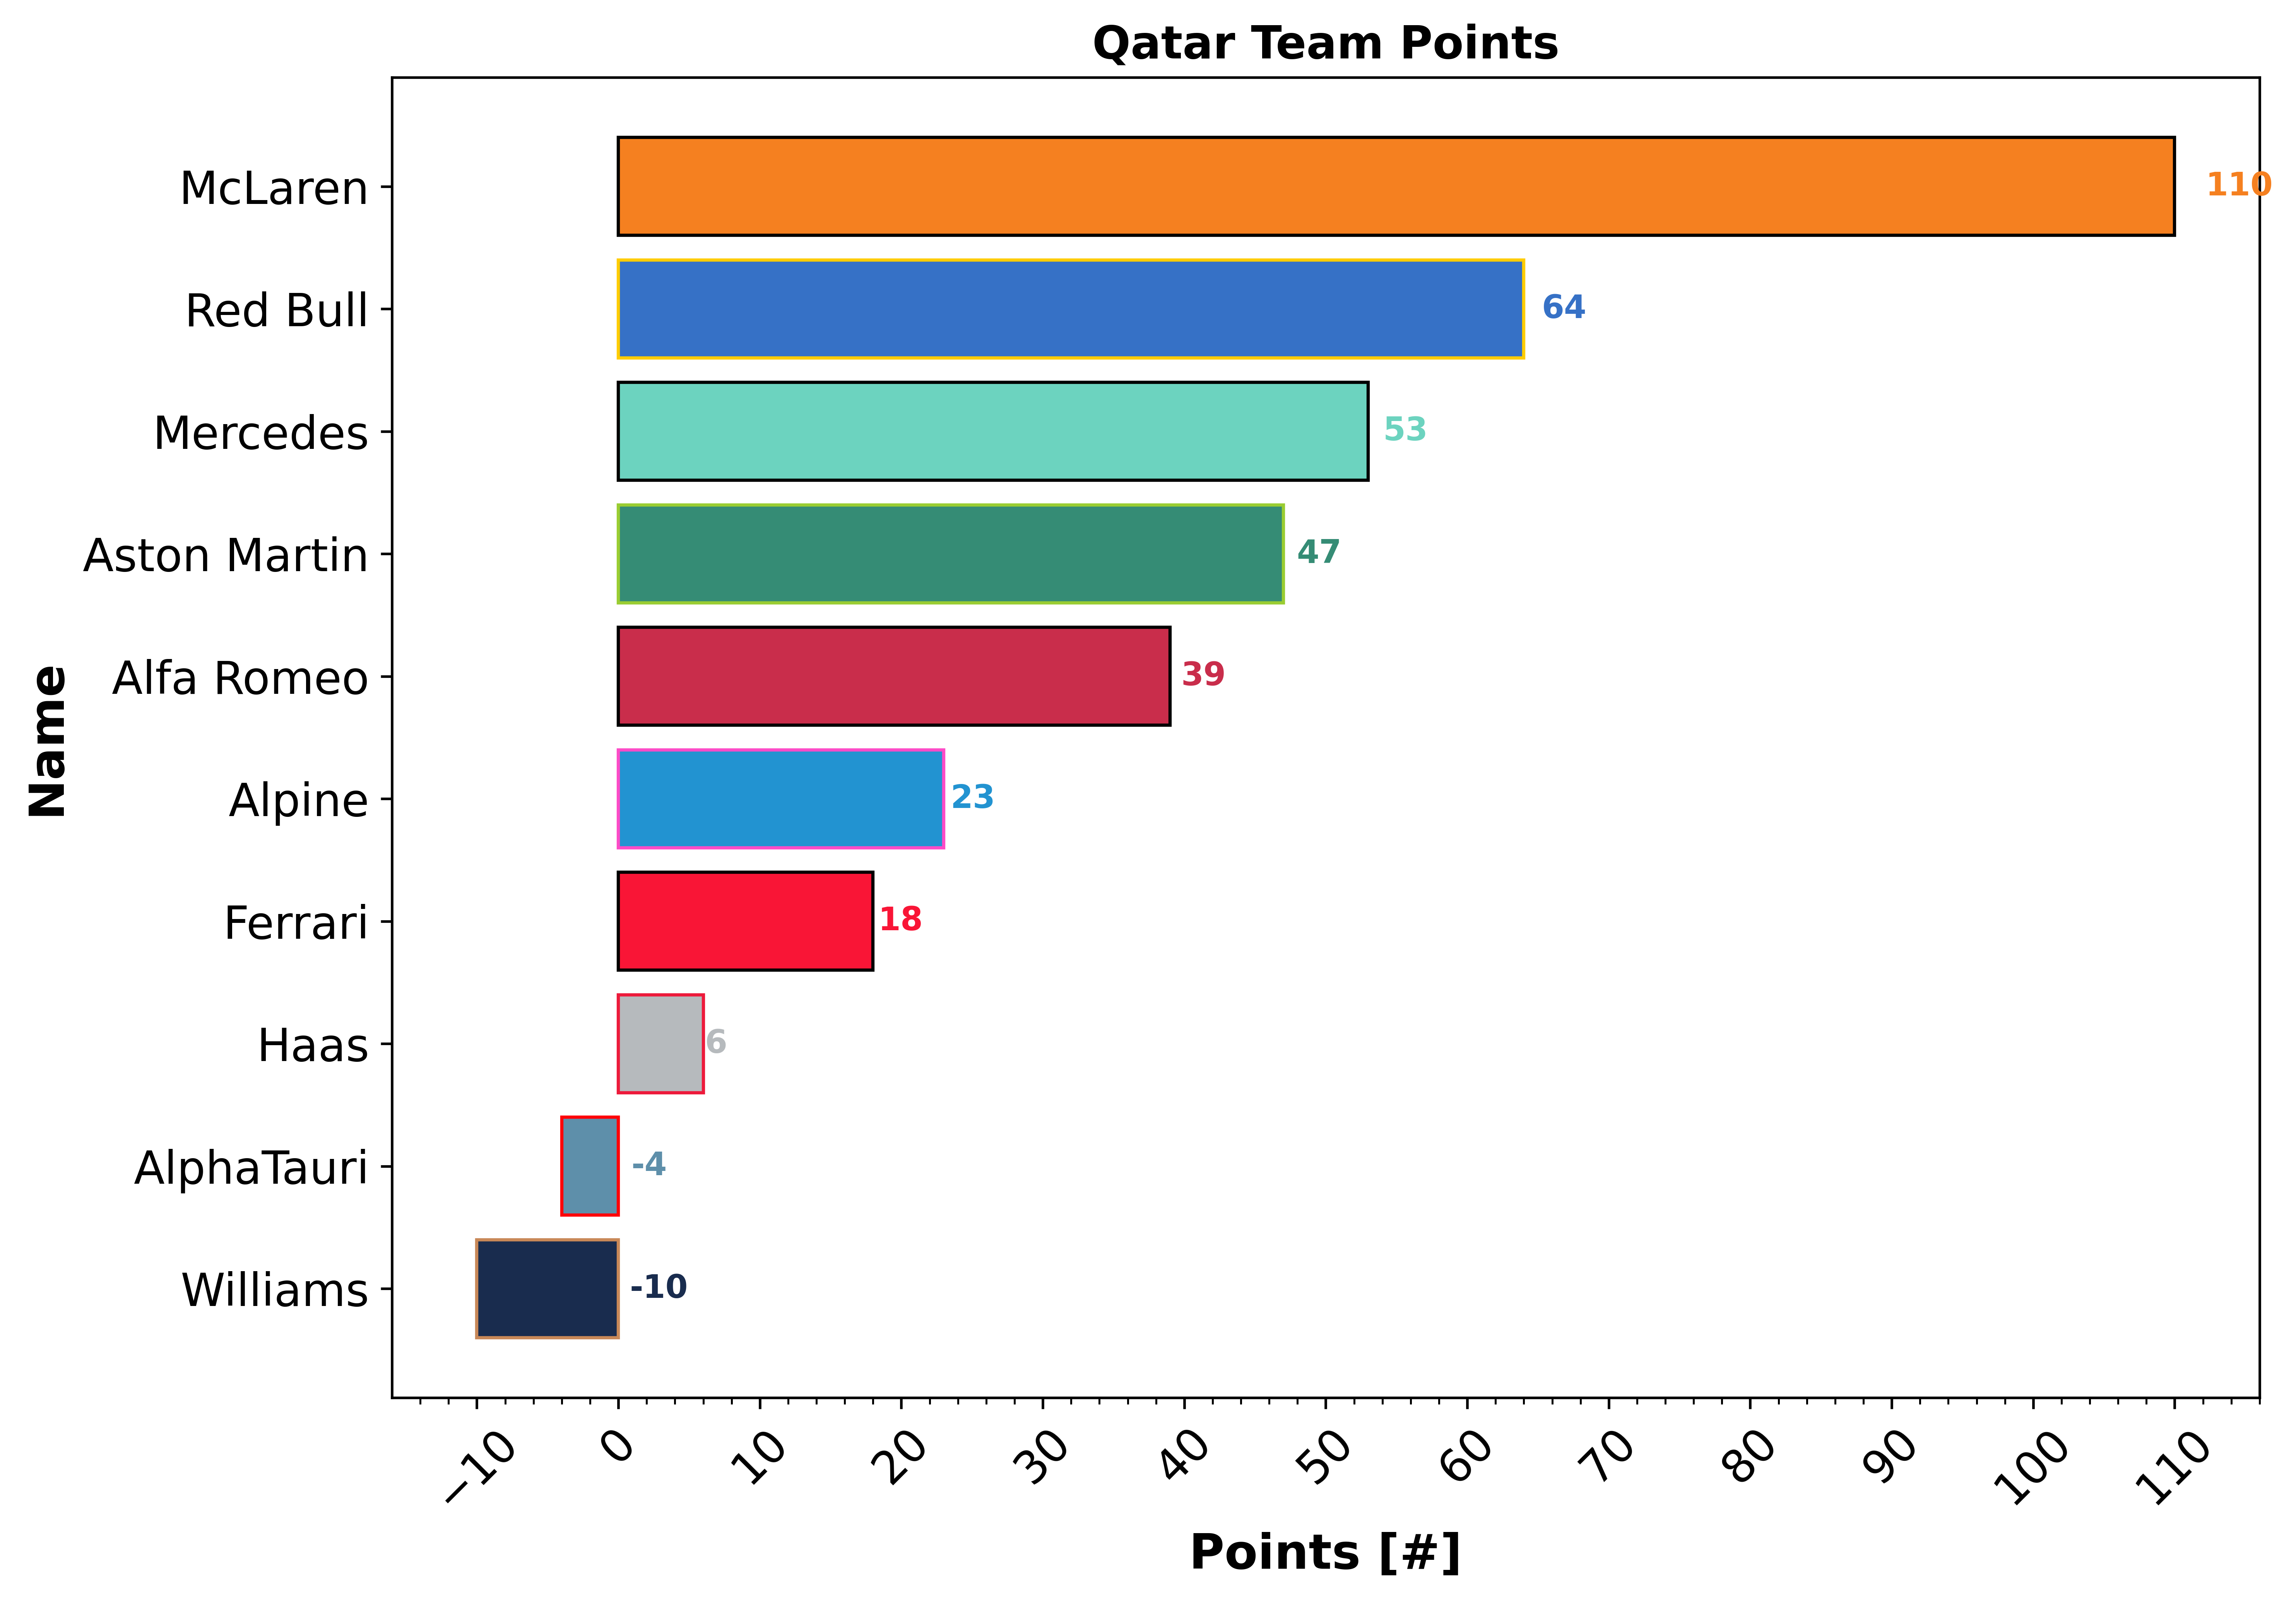 Qatar Team Points
McLaren 110
Red Bull 64
Mercedes 53
Aston Martin 47
Alfa Romeo 39
Alpine 23
Ferrari 18
Haas 6
AlphaTauri -4
Williams -10
Name
−10 0 10 20 30 40 50 60 70 80 90 100 110
Points [#]